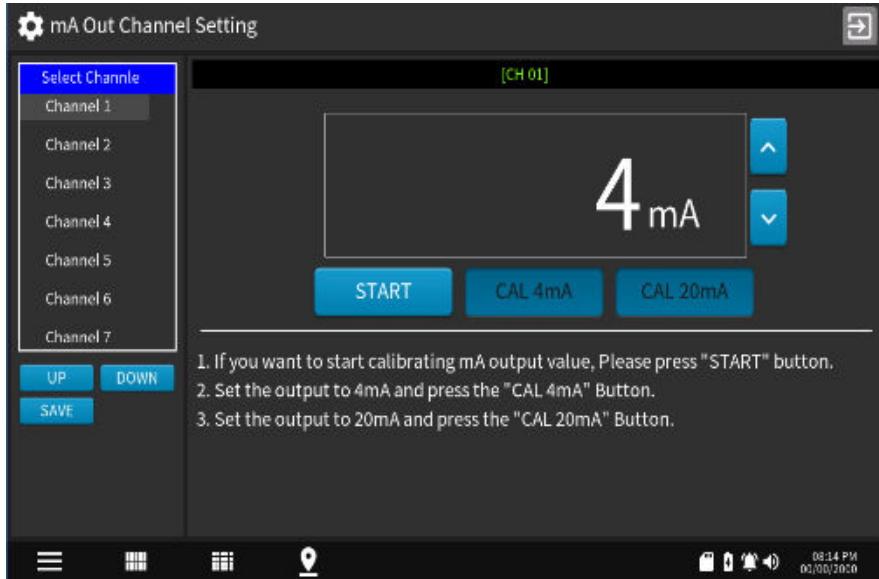 mA Out Channel Setting
Select Channle
Channel 1
Channel 2
Channel 3
Channel 4
Channel 5
Channel 6
Channel 7
UP DOWN
SAVE
[CH 01]
4 mA
START CAL 4mA CAL 20mA
1. If you want to start calibrating mA output value, Please press "START" button.
2. Set the output to 4mA and press the "CAL 4mA" Button.
3. Set the output to 20mA and press the "CAL 20mA" Button.
08:14 PM
00/00/2000